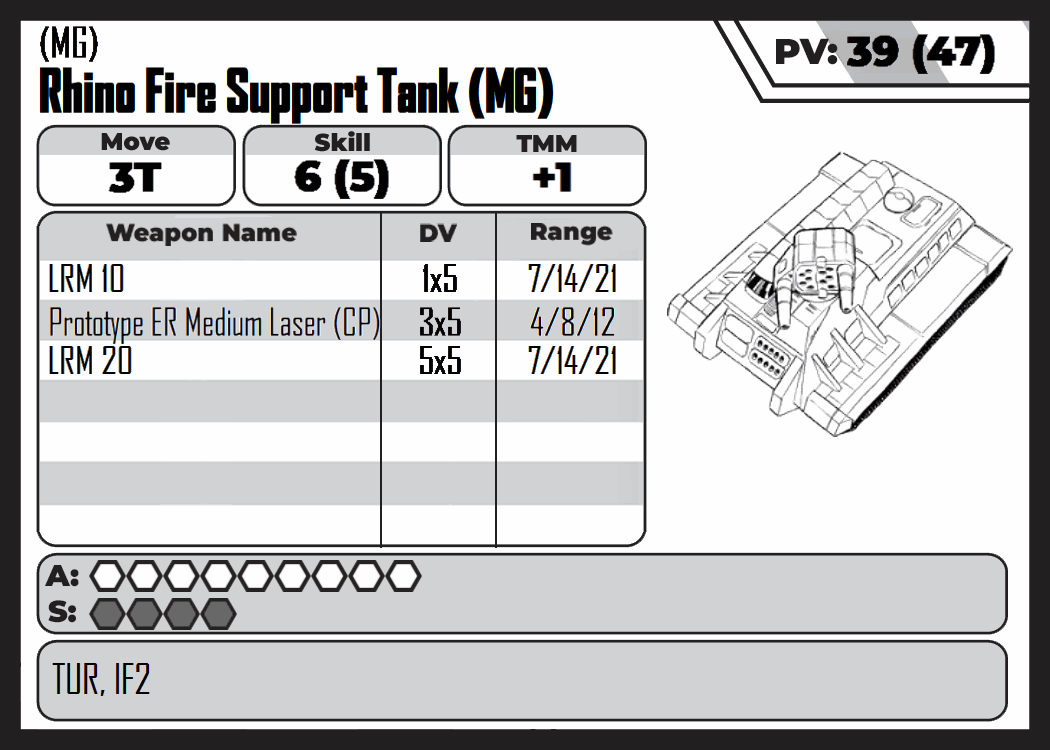 (MG)
Rhino Fire Support Tank (MG)
PV: 39 (47)
Move Skill TMM
3T 6 (5) +1
Weapon Name DV Range
LRM 10 1x5 7/14/21
Prototype ER Medium Laser (CP) 3x5 4/8/12
LRM 20 5x5 7/14/21
A:
S:
TUR, IF2